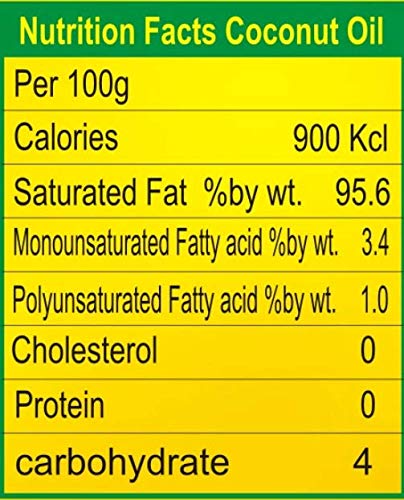 Nutrition Facts Coconut Oil
Per 100g
Calories 900 Kcl
Saturated Fat %by wt. 95.6
Monounsaturated Fatty acid %by wt. 3.4
Polyunsaturated Fatty acid %by wt. 1.0
Cholesterol 0
Protein 0
carbohydrate 4